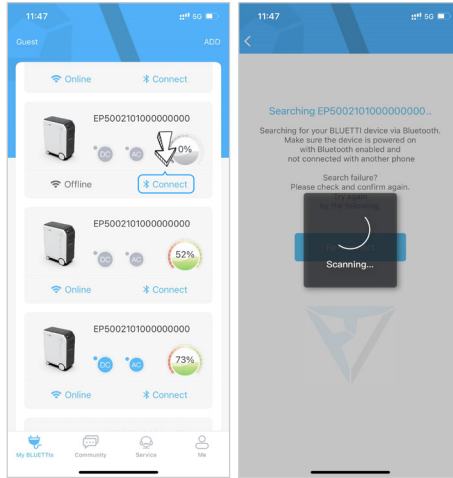 11:47
5G
Guest
ADD
Online
Connect
EP5002101000000000
DC
AC
0%
Offline
Connect
EP5002101000000000
DC
AC
52%
Online
Connect
EP5002101000000000
DC
AC
73%
Online
Connect
My BLUETTIs
Community
Service
Me
11:47
5G
Searching EP5002101000000000..
Searching for your BLUETTI device via Bluetooth.
Make sure the device is powered on
with Bluetooth enabled and
not connected with another phone
Search failure?
Please check and confirm again.
Scanning...